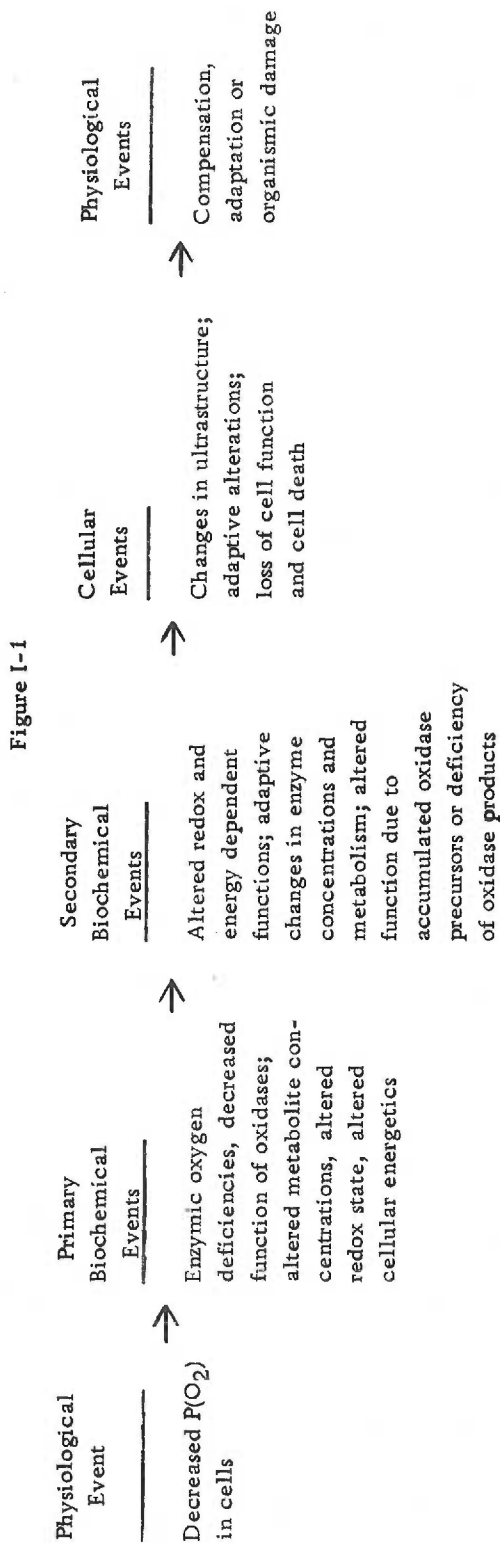 Figure I-1
Physiological
Event
Decreased P(O₂)
in cells
→
Primary
Biochemical
Events
Enzymic oxygen
deficiencies, decreased
function of oxidases;
altered metabolite con-
centrations, altered
redox state, altered
cellular energetics
→
Secondary
Biochemical
Events
Altered redox and
energy dependent
functions; adaptive
changes in enzyme
concentrations and
metabolism; altered
function due to
accumulated oxidase
precursors or deficiency
of oxidase products
→
Cellular
Events
Changes in ultrastructure;
adaptive alterations;
loss of cell function
and cell death
→
Physiological
Events
Compensation,
adaptation or
organismic damage